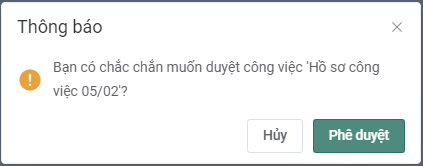 Thông báo
Bạn có chắc chắn muốn duyệt công việc 'Hồ sơ công
việc 05/02'?
Hủy Phê duyệt